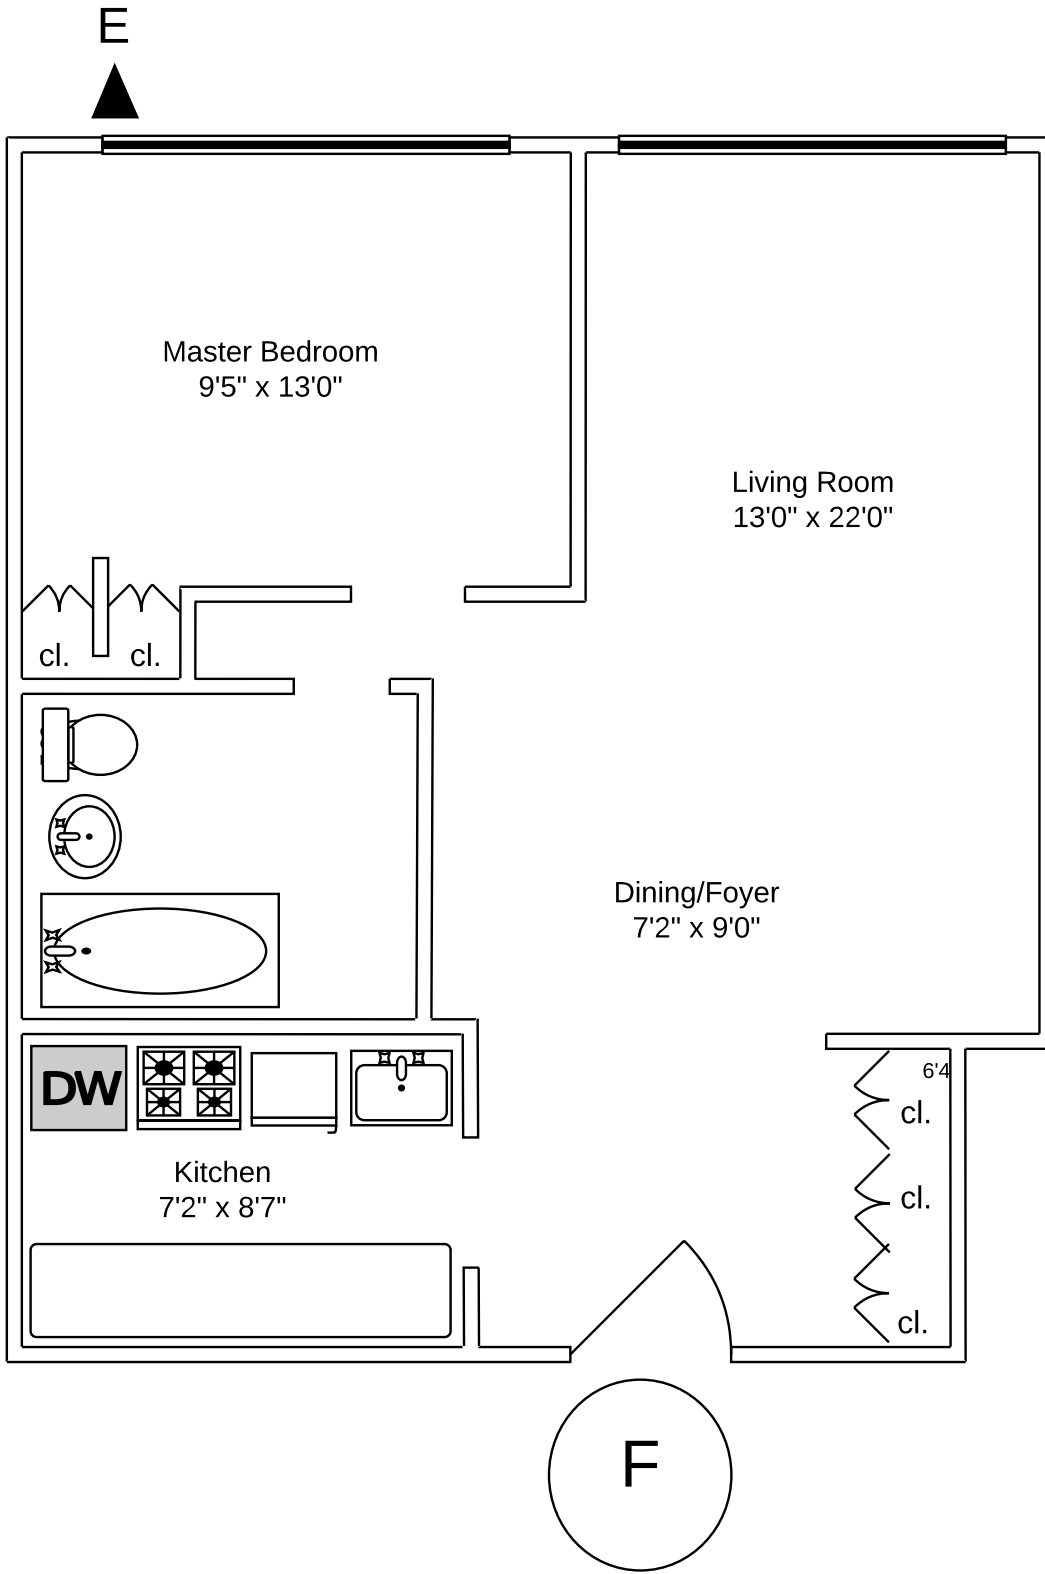 E
Master Bedroom
9'5" x 13'0"
Living Room
13'0" x 22'0"
cl.
cl.
Dining/Foyer
7'2" x 9'0"
DW
6'4
cl.
Kitchen
7'2" x 8'7"
cl.
cl.
F